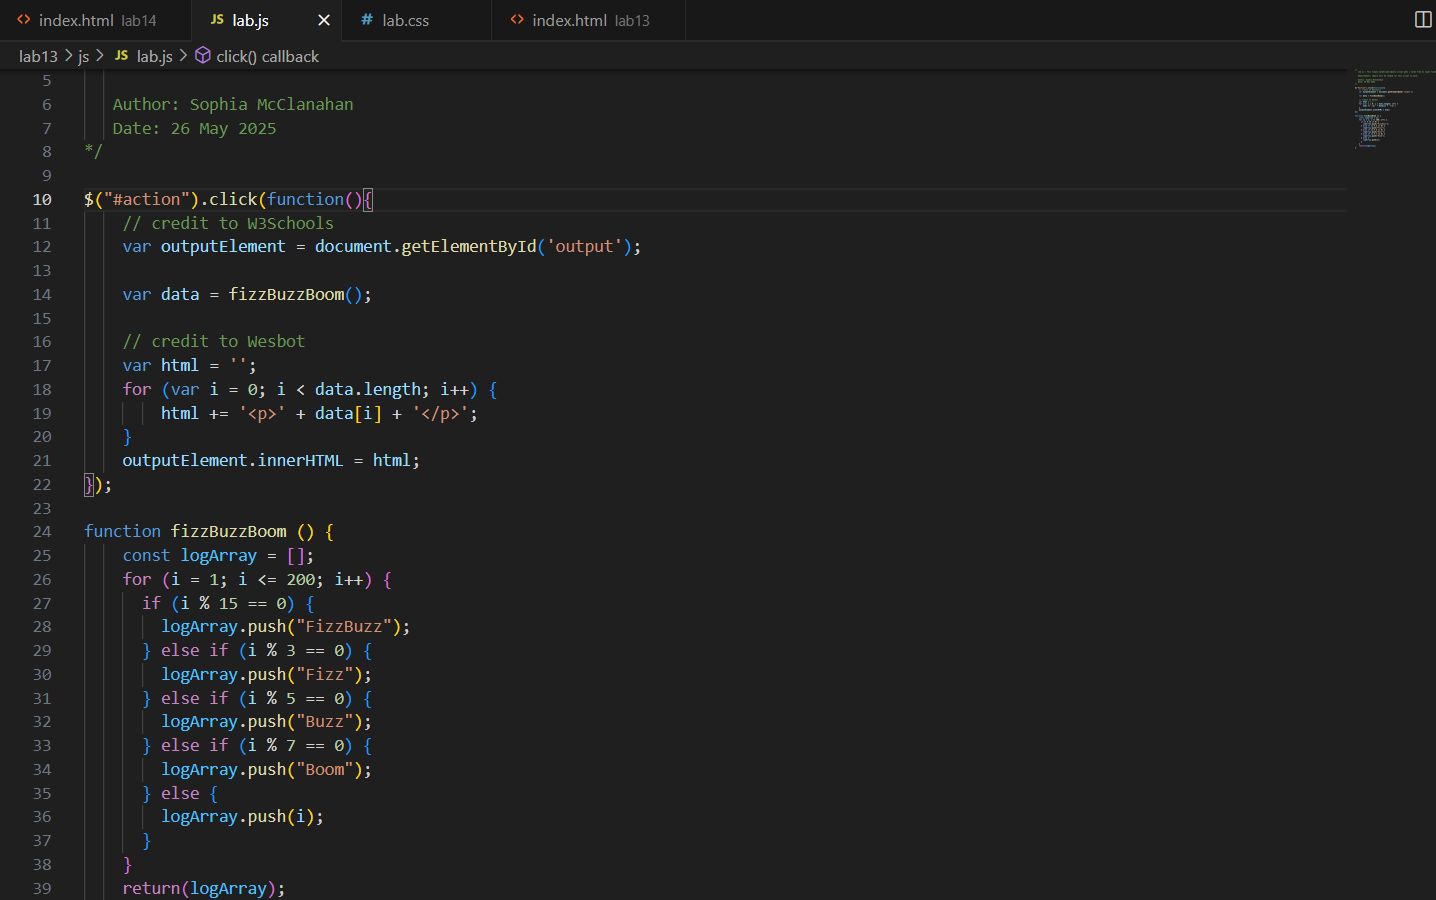 index.html lab14
JS lab.js
# lab.css
index.html lab13
lab13 > js > JS lab.js > click() callback
5
6 Author: Sophia McClanahan
7 Date: 26 May 2025
8 */
9
10 $("#action").click(function(){
11 // credit to W3Schools
12 var outputElement = document.getElementById('output');
13
14 var data = fizzBuzzBoom();
15
16 // credit to Wesbot
17 var html = '';
18 for (var i = 0; i < data.length; i++) {
19 html += '<p>' + data[i] + '</p>';
20 }
21 outputElement.innerHTML = html;
22 });
23
24 function fizzBuzzBoom () {
25 const logArray = [];
26 for (i = 1; i <= 200; i++) {
27 if (i % 15 == 0) {
28 logArray.push("FizzBuzz");
29 } else if (i % 3 == 0) {
30 logArray.push("Fizz");
31 } else if (i % 5 == 0) {
32 logArray.push("Buzz");
33 } else if (i % 7 == 0) {
34 logArray.push("Boom");
35 } else {
36 logArray.push(i);
37 }
38 }
39 return(logArray);